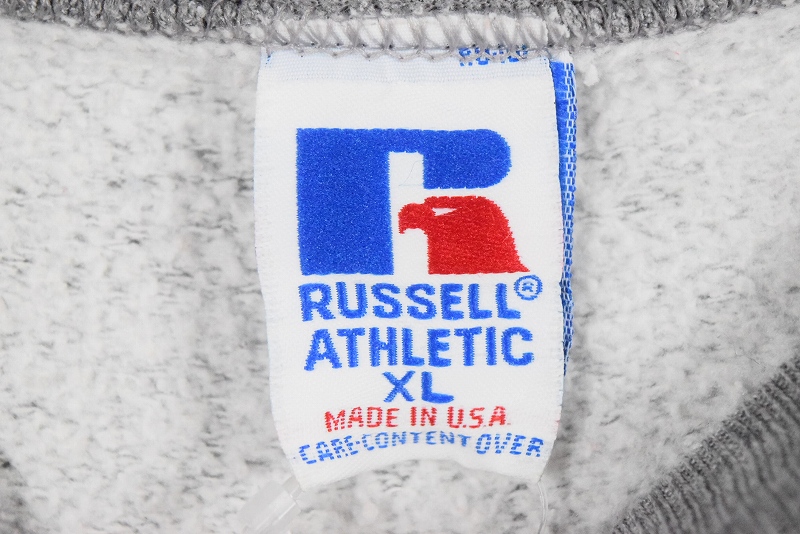 RUSSELL®
ATHLETIC
XL
MADE IN U.S.A.
CARE-CONTENT OVER